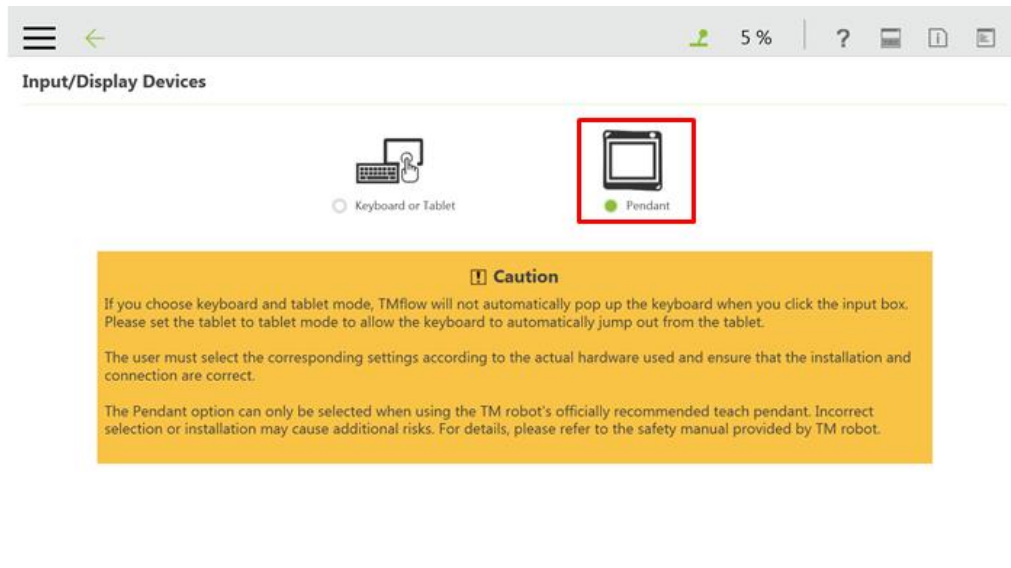 5 %
?
Input/Display Devices
Keyboard or Tablet
Pendant
Caution
If you choose keyboard and tablet mode, TMflow will not automatically pop up the keyboard when you click the input box.
Please set the tablet to tablet mode to allow the keyboard to automatically jump out from the tablet.
The user must select the corresponding settings according to the actual hardware used and ensure that the installation and
connection are correct.
The Pendant option can only be selected when using the TM robot's officially recommended teach pendant. Incorrect
selection or installation may cause additional risks. For details, please refer to the safety manual provided by TM robot.